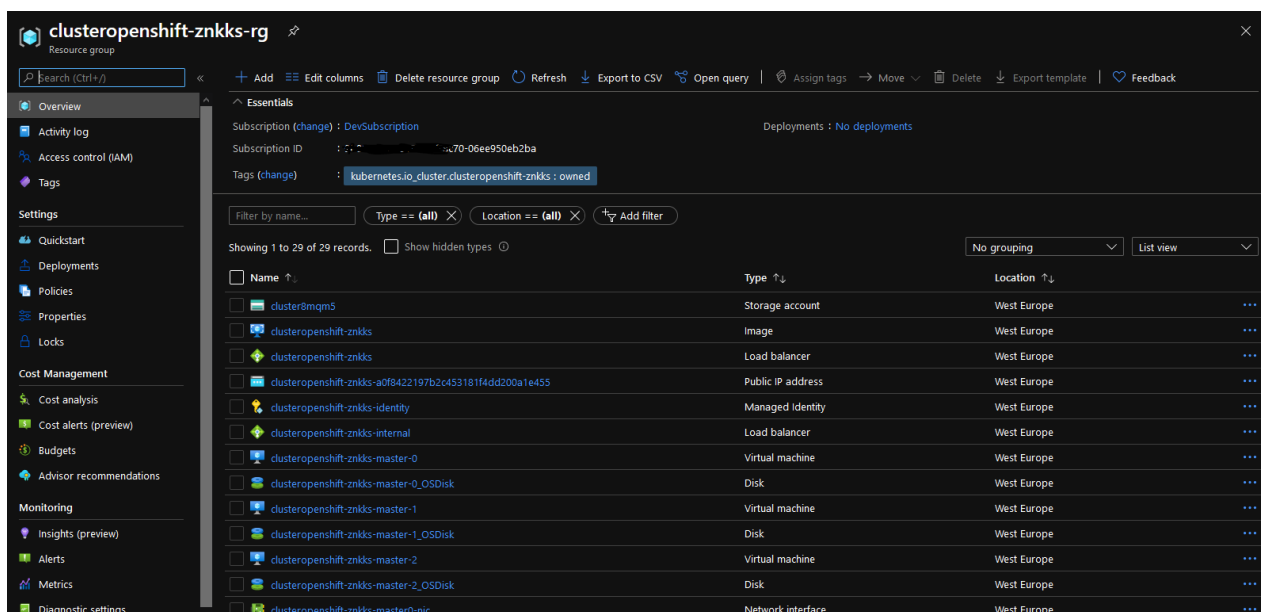 clusteropenshift-znkks-rg
Resource group
Search (Ctrl+/)
«
Add
Edit columns
Delete resource group
Refresh
Export to CSV
Open query
Assign tags
Move
Delete
Export template
Feedback
Overview
Activity log
Access control (IAM)
Tags
Settings
Quickstart
Deployments
Policies
Properties
Locks
Cost Management
Cost analysis
Cost alerts (preview)
Budgets
Advisor recommendations
Monitoring
Insights (preview)
Alerts
Metrics
Diagnostic settings
Essentials
Subscription (change) : DevSubscription
Deployments : No deployments
Subscription ID : c70-06ee950eb2ba
Tags (change) : kubernetes.io_cluster.clusteropenshift-znkks : owned
Filter by name...
Type == (all)
Location == (all)
Add filter
Showing 1 to 29 of 29 records.
Show hidden types
No grouping
List view
Name Type Location
cluster8mqm5 Storage account West Europe
clusteropenshift-znkks Image West Europe
clusteropenshift-znkks Load balancer West Europe
clusteropenshift-znkks-a0f8422197b2c453181f4dd200a1e455 Public IP address West Europe
clusteropenshift-znkks-identity Managed Identity West Europe
clusteropenshift-znkks-internal Load balancer West Europe
clusteropenshift-znkks-master-0 Virtual machine West Europe
clusteropenshift-znkks-master-0_OSDisk Disk West Europe
clusteropenshift-znkks-master-1 Virtual machine West Europe
clusteropenshift-znkks-master-1_OSDisk Disk West Europe
clusteropenshift-znkks-master-2 Virtual machine West Europe
clusteropenshift-znkks-master-2_OSDisk Disk West Europe
clusteropenshift-znkks-master0-nic Network interface West Europe